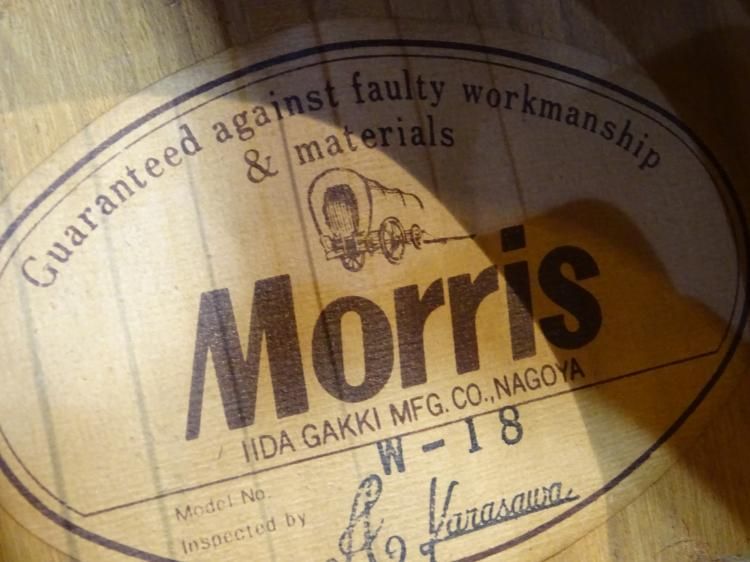 Guaranteed against faulty workmanship
& materials
Morris
IIDA GAKKI MFG. CO., NAGOYA
Model No. W-18
Inspected by